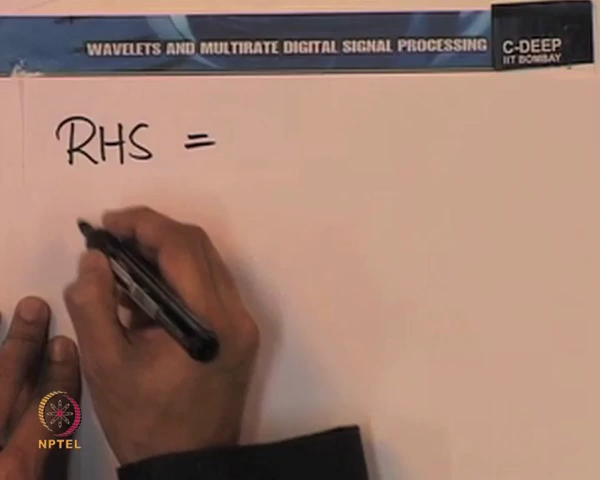 WAVELETS AND MULTIRATE DIGITAL SIGNAL PROCESSING
C-DEEP
IIT BOMBAY
RHS =
NPTEL